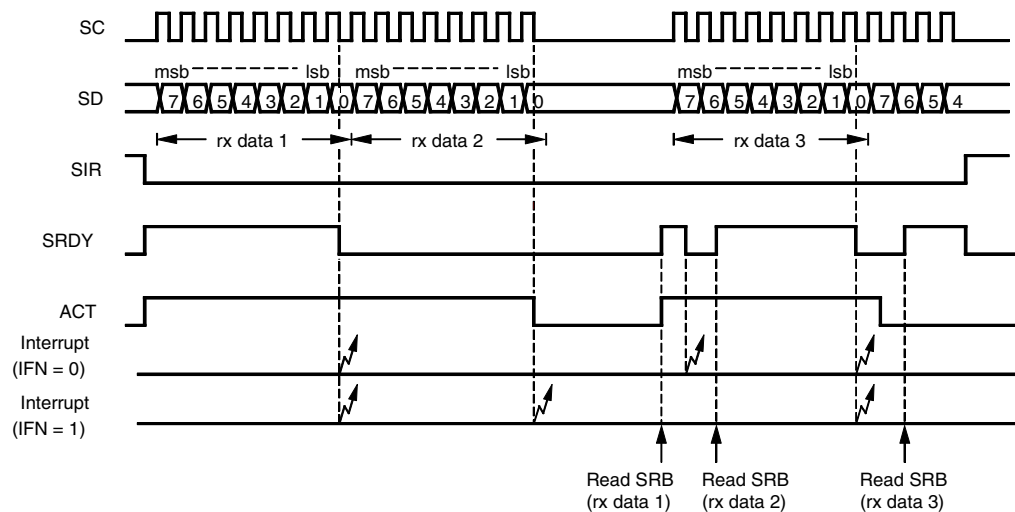 SC
msb lsb msb lsb msb lsb
SD 7 6 5 4 3 2 1 0 7 6 5 4 3 2 1 0 7 6 5 4 3 2 1 0 7 6 5 4
rx data 1 rx data 2 rx data 3
SIR
SRDY
ACT
Interrupt
(IFN = 0)
Interrupt
(IFN = 1)
Read SRB
(rx data 1)
Read SRB
(rx data 2)
Read SRB
(rx data 3)